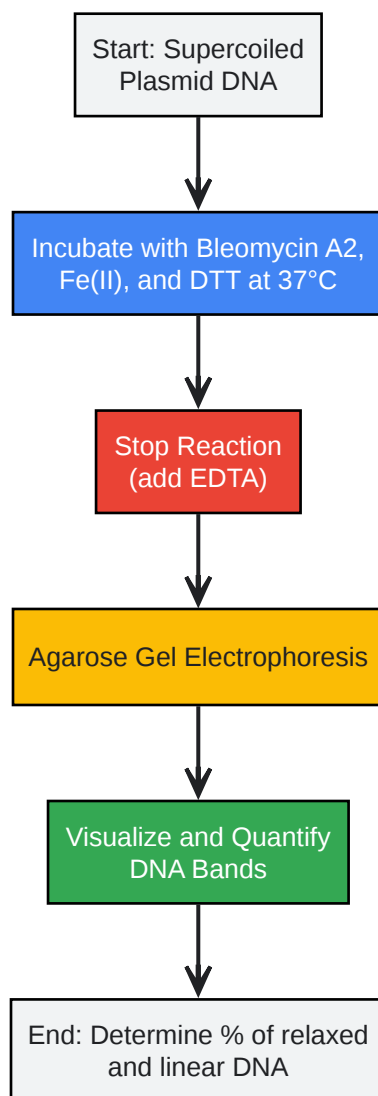 Start: Supercoiled
Plasmid DNA
Incubate with Bleomycin A2,
Fe(II), and DTT at 37°C
Stop Reaction
(add EDTA)
Agarose Gel Electrophoresis
Visualize and Quantify
DNA Bands
End: Determine % of relaxed
and linear DNA